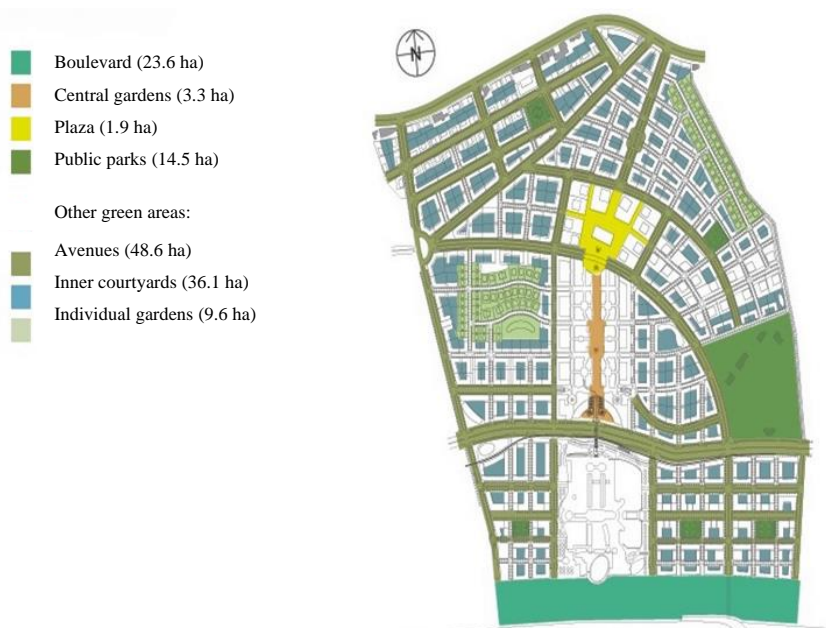 Boulevard (23.6 ha)
Central gardens (3.3 ha)
Plaza (1.9 ha)
Public parks (14.5 ha)
Other green areas:
Avenues (48.6 ha)
Inner courtyards (36.1 ha)
Individual gardens (9.6 ha)
N